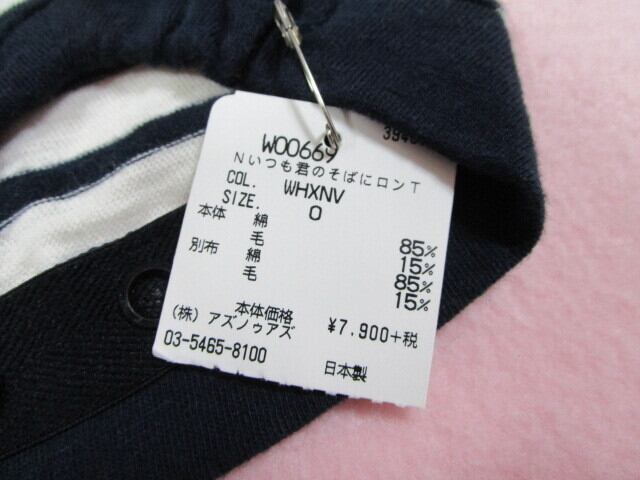 W00669
Nいつも君のそばにロンT
COL. WHXNV
SIZE. 0
本体 綿 85%
毛 15%
別布 綿 85%
毛 15%
本体価格 ¥7,900+税
(株) アズノゥアズ
03-5465-8100 日本製